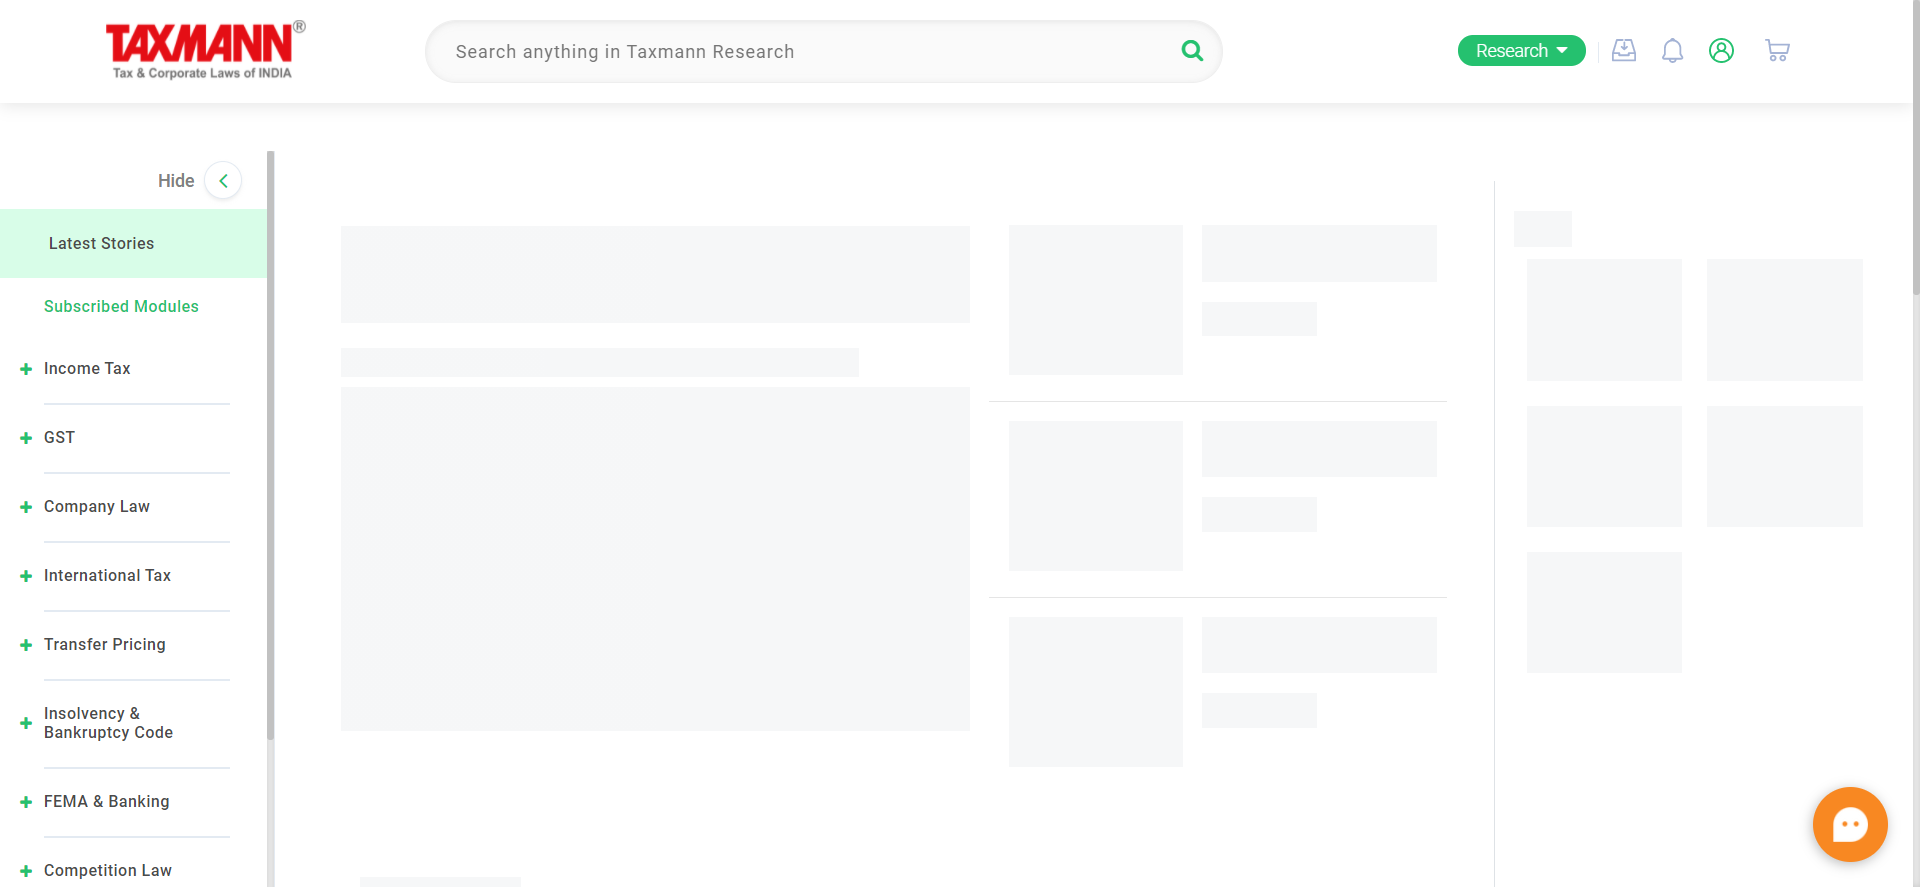 TAXMANN®
Tax & Corporate Laws of INDIA
Search anything in Taxmann Research
Research
Hide
Latest Stories
Subscribed Modules
Income Tax
GST
Company Law
International Tax
Transfer Pricing
Insolvency &
Bankruptcy Code
FEMA & Banking
Competition Law